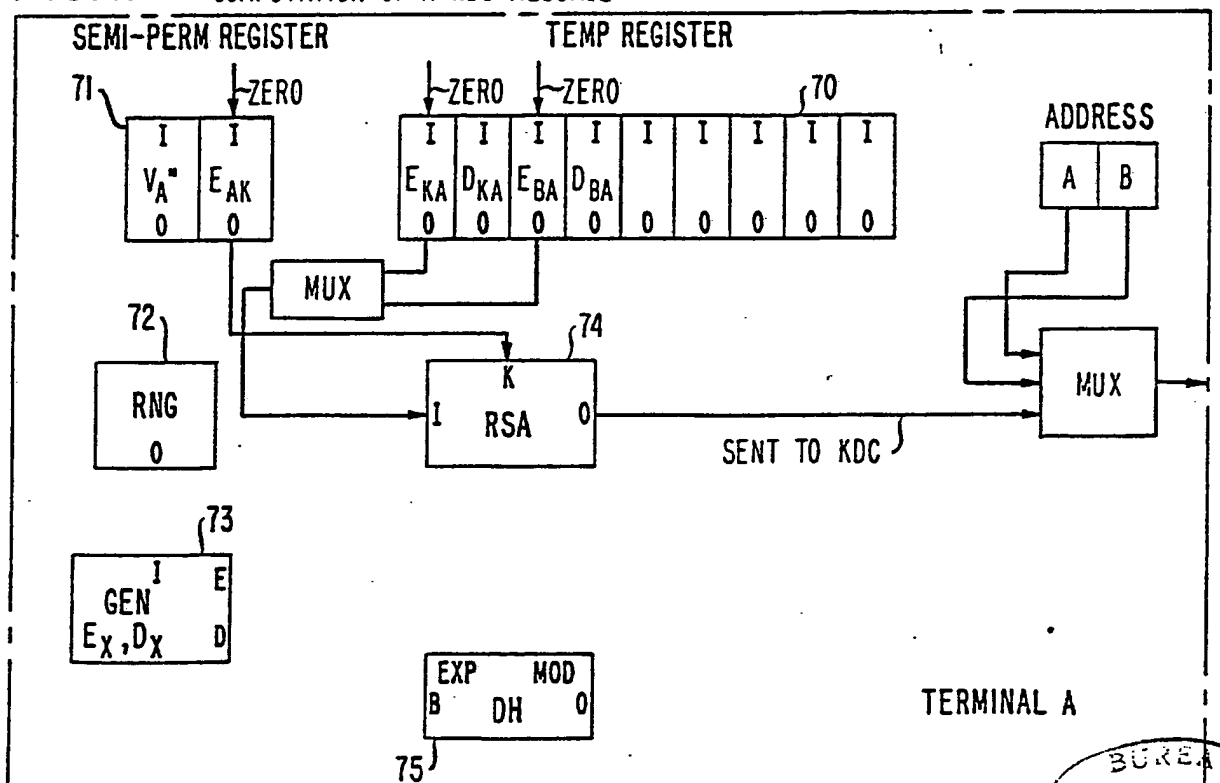 SEMI-PERM REGISTER
TEMP REGISTER
71
ZERO
ZERO
ZERO
70
ADDRESS
I I
I I I I I I I I I
V_A" E_AK
E_KA D_KA E_BA D_BA
A B
0 0
0 0 0 0 0 0 0 0 0
MUX
72
74
RNG
0
K
I RSA 0
MUX
SENT TO KDC
73
I E
GEN
E_X, D_X D
EXP MOD
B DH 0
75
TERMINAL A